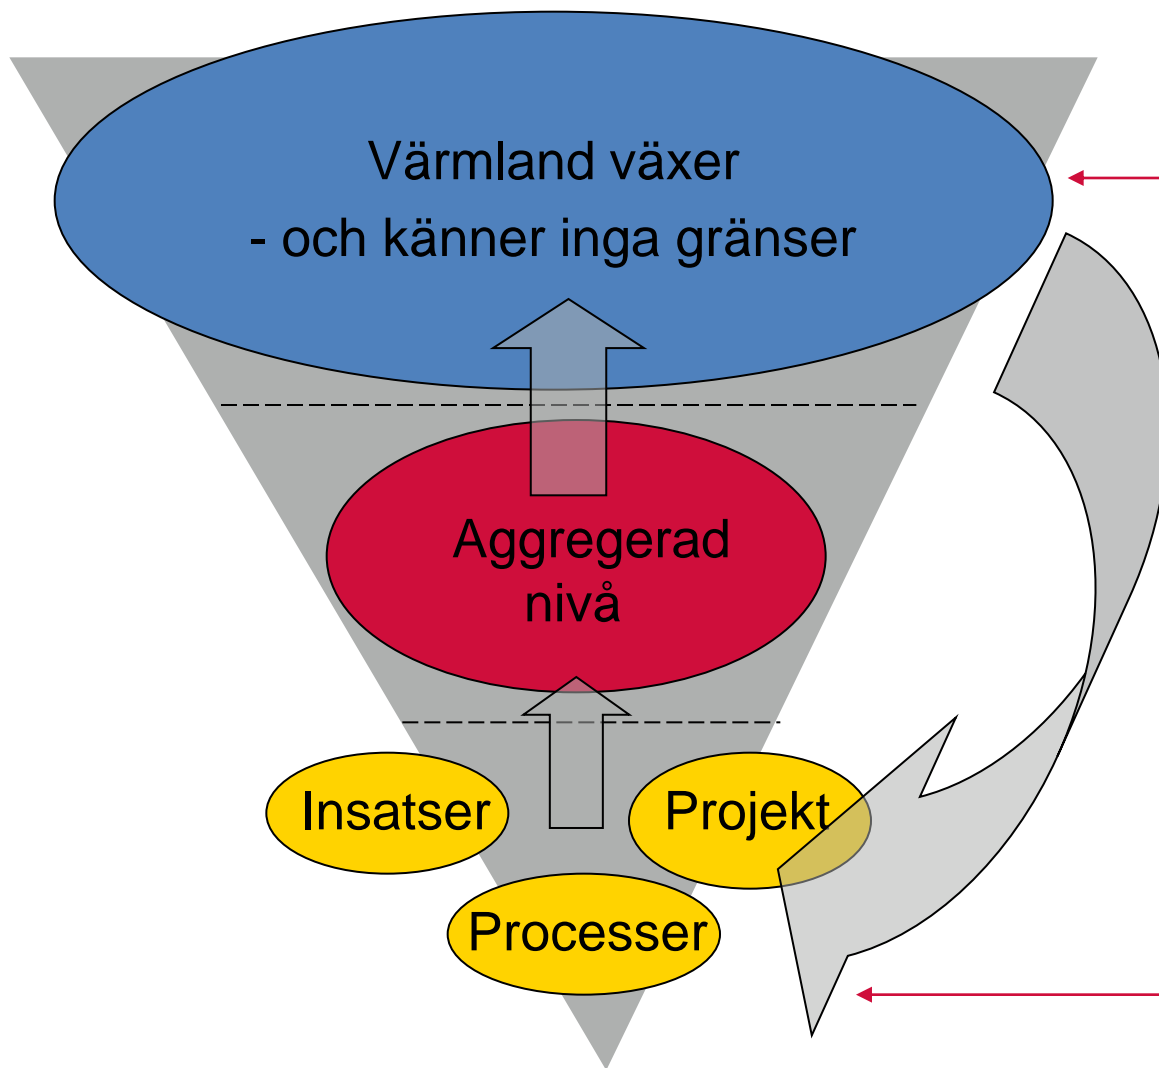 Värmland växer
- och känner inga gränser
Aggregerad
nivå
Insatser
Projekt
Processer